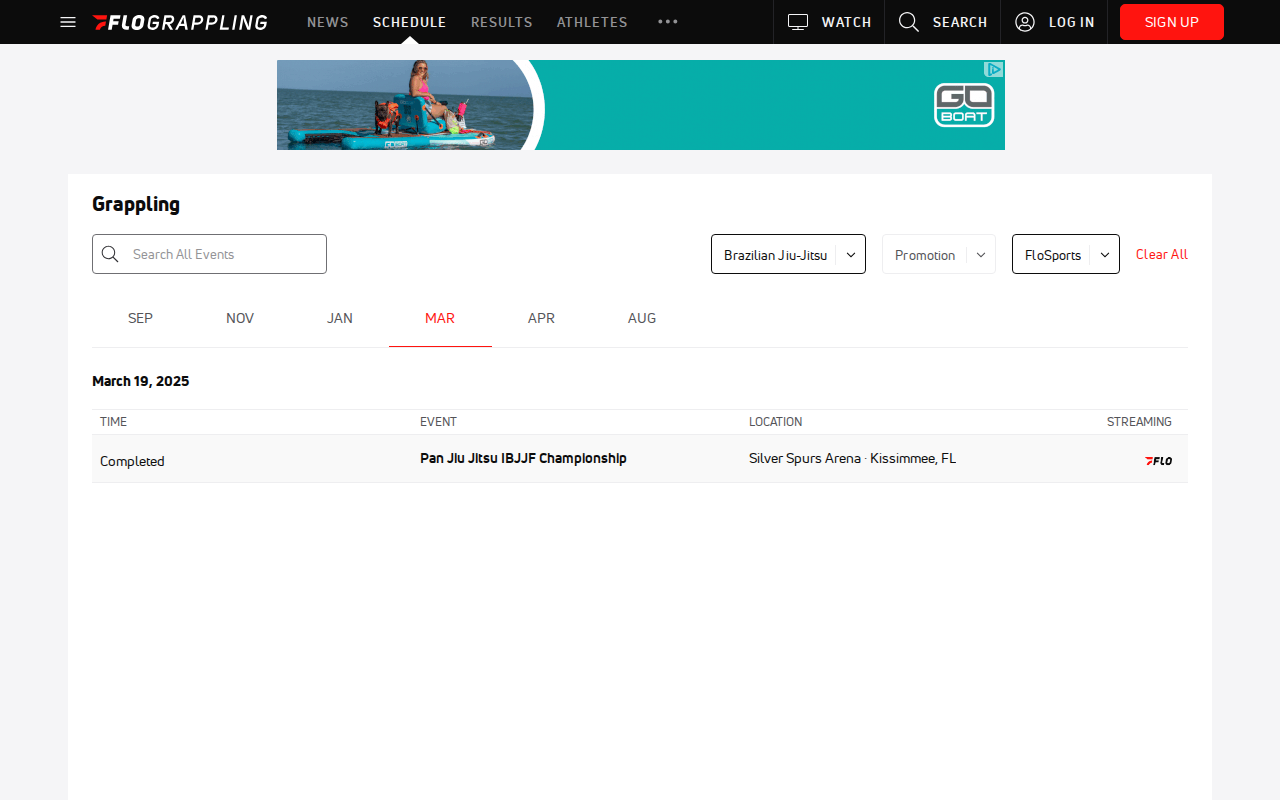 FLOGRAPPLING NEWS SCHEDULE RESULTS ATHLETES ••• WATCH SEARCH LOG IN SIGN UP
GO
BOAT
Grappling
Search All Events Brazilian Jiu-Jitsu Promotion FloSports Clear All
SEP NOV JAN MAR APR AUG
March 19, 2025
TIME EVENT LOCATION STREAMING
Completed Pan Jiu Jitsu IBJJF Championship Silver Spurs Arena · Kissimmee, FL FLO